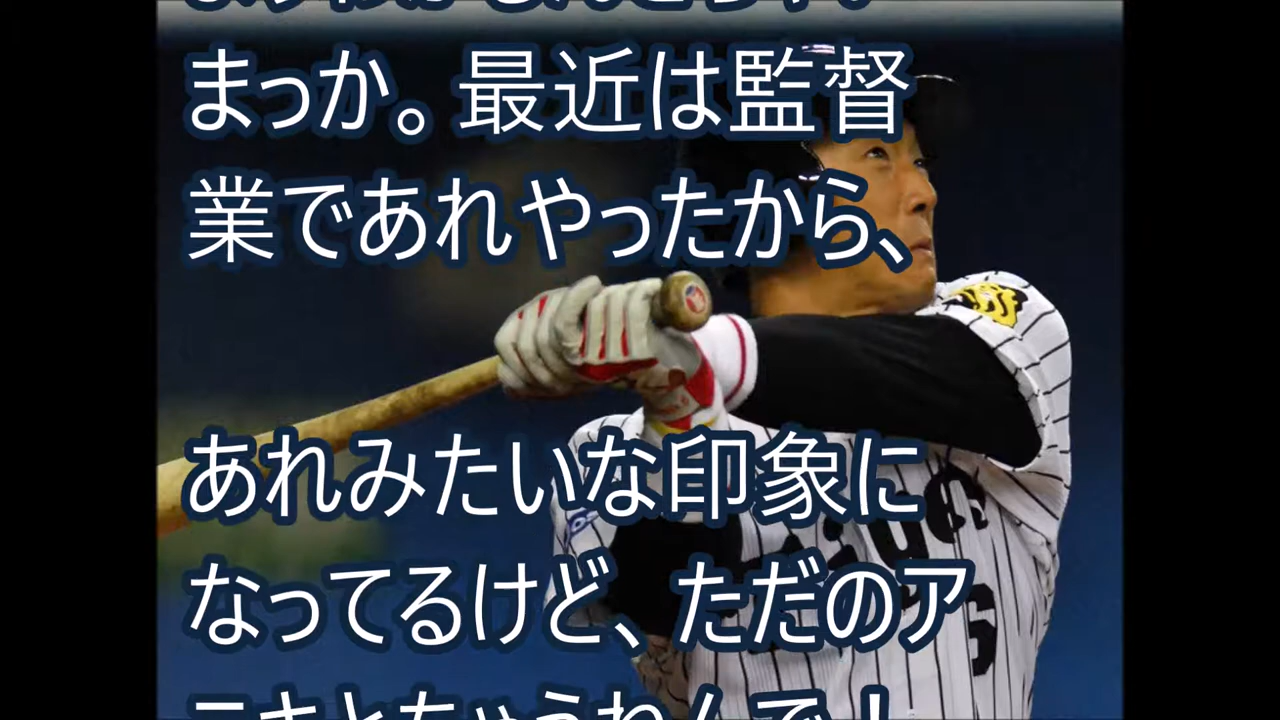 まっか。最近は監督
業であれやったから、
あれみたいな印象に
なってるけど、ただのア